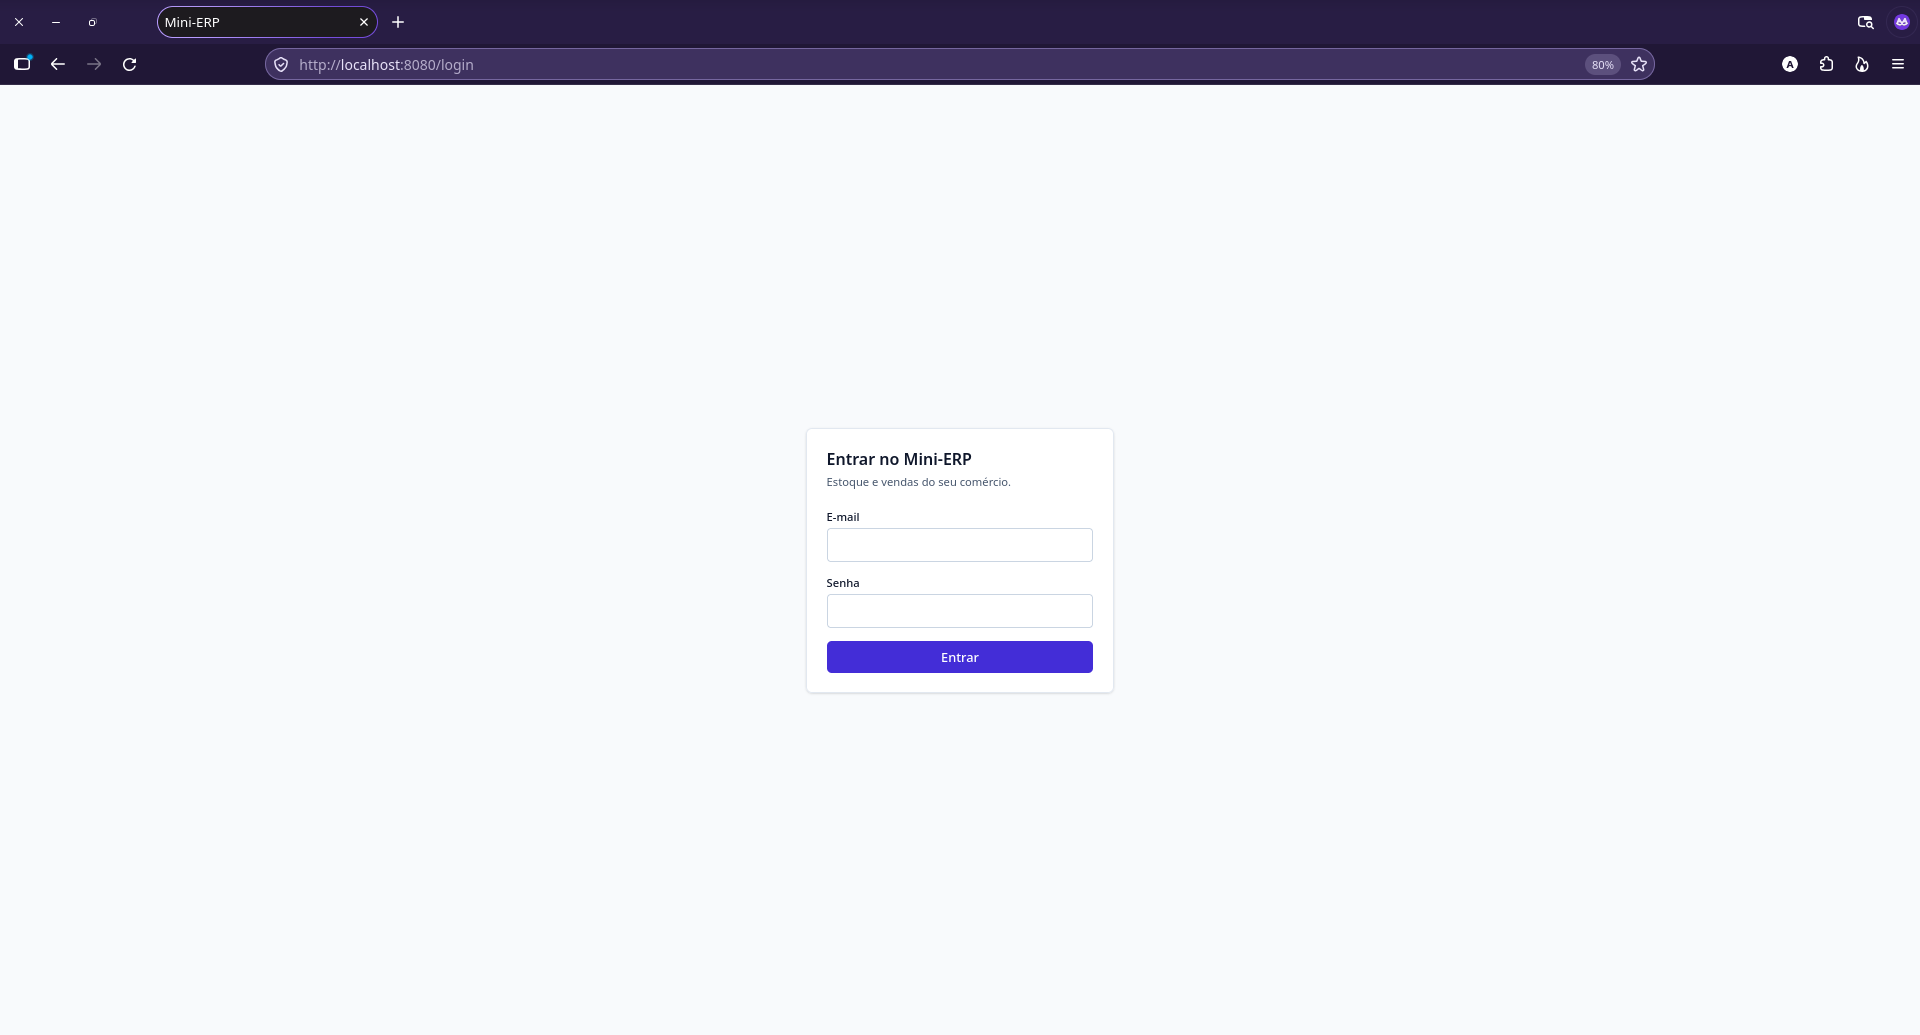 Mini-ERP
http://localhost:8080/login
80%
A
Entrar no Mini-ERP
Estoque e vendas do seu comércio.
E-mail
Senha
Entrar